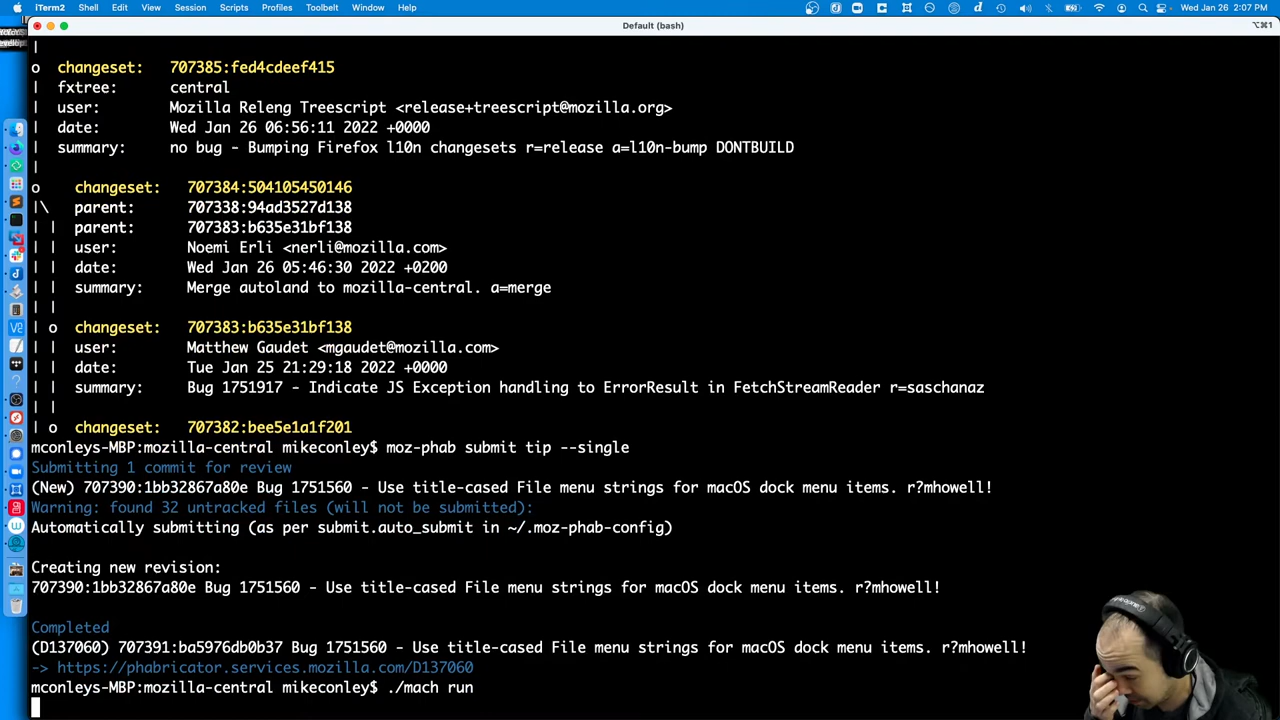 iTerm2 Shell Edit View Session Scripts Profiles Toolbelt Window Help Wed Jan 26 2:07 PM
Default (bash) ⌥⌘1
|
o changeset: 707385:fed4cdeef415
| fxtree: central
| user: Mozilla Releng Treescript <release+treescript@mozilla.org>
| date: Wed Jan 26 06:56:11 2022 +0000
| summary: no bug - Bumping Firefox l10n changesets r=release a=l10n-bump DONTBUILD
|
o changeset: 707384:504105450146
|\ parent: 707338:94ad3527d138
| | parent: 707383:b635e31bf138
| | user: Noemi Erli <nerli@mozilla.com>
| | date: Wed Jan 26 05:46:30 2022 +0200
| | summary: Merge autoland to mozilla-central. a=merge
| |
| o changeset: 707383:b635e31bf138
| | user: Matthew Gaudet <mgaudet@mozilla.com>
| | date: Tue Jan 25 21:29:18 2022 +0000
| | summary: Bug 1751917 - Indicate JS Exception handling to ErrorResult in FetchStreamReader r=saschanaz
| |
| o changeset: 707382:bee5e1a1f201
mconleys-MBP:mozilla-central mikeconley$ moz-phab submit tip --single
Submitting 1 commit for review
(New) 707390:1bb32867a80e Bug 1751560 - Use title-cased File menu strings for macOS dock menu items. r?mhowell!
Warning: found 32 untracked files (will not be submitted):
Automatically submitting (as per submit.auto_submit in ~/.moz-phab-config)
Creating new revision:
707390:1bb32867a80e Bug 1751560 - Use title-cased File menu strings for macOS dock menu items. r?mhowell!
Completed
(D137060) 707391:ba5976db0b37 Bug 1751560 - Use title-cased File menu strings for macOS dock menu items. r?mhowell!
-> https://phabricator.services.mozilla.com/D137060
mconleys-MBP:mozilla-central mikeconley$ ./mach run